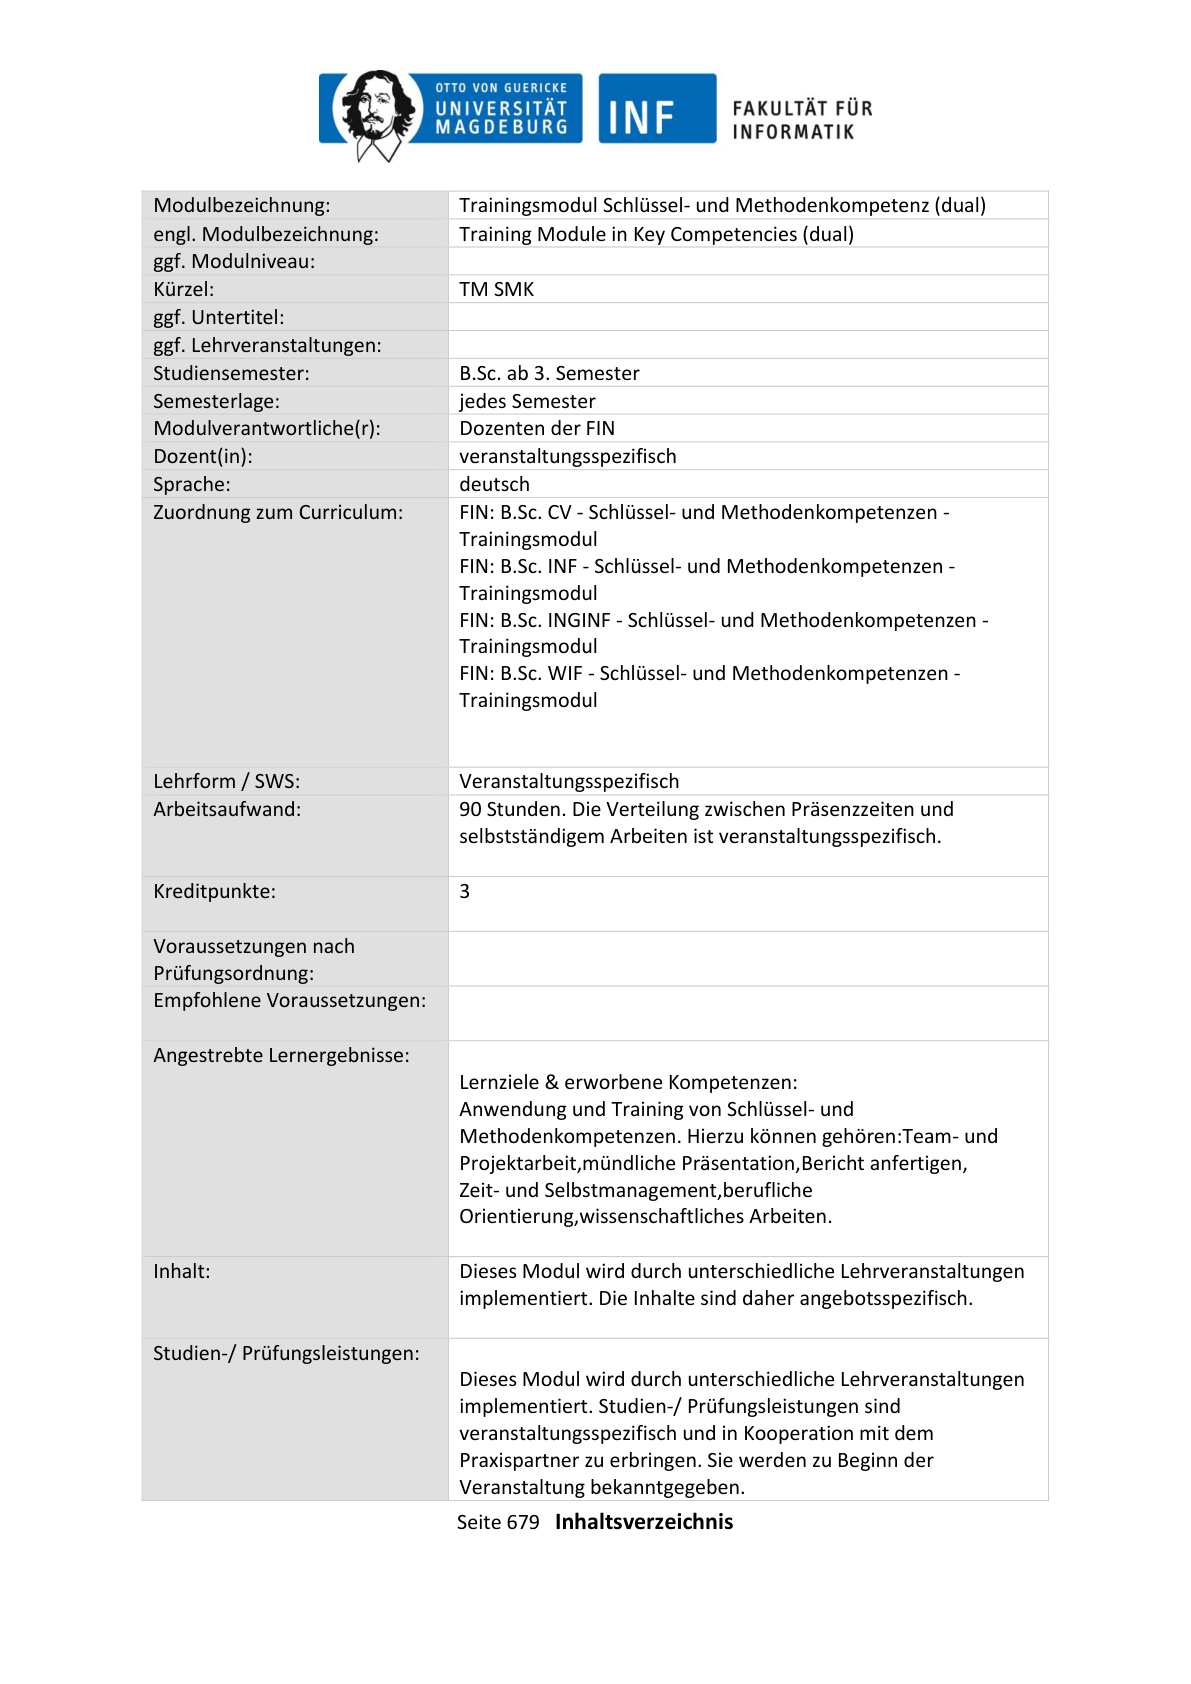 OTTO VON GUERICKE
UNIVERSITÄT
MAGDEBURG
INF
FAKULTÄT FÜR
INFORMATIK
Modulbezeichnung: Trainingsmodul Schlüssel- und Methodenkompetenz (dual)
engl. Modulbezeichnung: Training Module in Key Competencies (dual)
ggf. Modulniveau:
Kürzel: TM SMK
ggf. Untertitel:
ggf. Lehrveranstaltungen:
Studiensemester: B.Sc. ab 3. Semester
Semesterlage: jedes Semester
Modulverantwortliche(r): Dozenten der FIN
Dozent(in): veranstaltungsspezifisch
Sprache: deutsch
Zuordnung zum Curriculum: FIN: B.Sc. CV - Schlüssel- und Methodenkompetenzen -
Trainingsmodul
FIN: B.Sc. INF - Schlüssel- und Methodenkompetenzen -
Trainingsmodul
FIN: B.Sc. INGINF - Schlüssel- und Methodenkompetenzen -
Trainingsmodul
FIN: B.Sc. WIF - Schlüssel- und Methodenkompetenzen -
Trainingsmodul
Lehrform / SWS: Veranstaltungsspezifisch
Arbeitsaufwand: 90 Stunden. Die Verteilung zwischen Präsenzzeiten und
selbstständigem Arbeiten ist veranstaltungsspezifisch.
Kreditpunkte: 3
Voraussetzungen nach
Prüfungsordnung:
Empfohlene Voraussetzungen:
Angestrebte Lernergebnisse:
Lernziele & erworbene Kompetenzen:
Anwendung und Training von Schlüssel- und
Methodenkompetenzen. Hierzu können gehören:Team- und
Projektarbeit,mündliche Präsentation,Bericht anfertigen,
Zeit- und Selbstmanagement,berufliche
Orientierung,wissenschaftliches Arbeiten.
Inhalt: Dieses Modul wird durch unterschiedliche Lehrveranstaltungen
implementiert. Die Inhalte sind daher angebotsspezifisch.
Studien-/ Prüfungsleistungen:
Dieses Modul wird durch unterschiedliche Lehrveranstaltungen
implementiert. Studien-/ Prüfungsleistungen sind
veranstaltungsspezifisch und in Kooperation mit dem
Praxispartner zu erbringen. Sie werden zu Beginn der
Veranstaltung bekanntgegeben.
Seite 679 Inhaltsverzeichnis